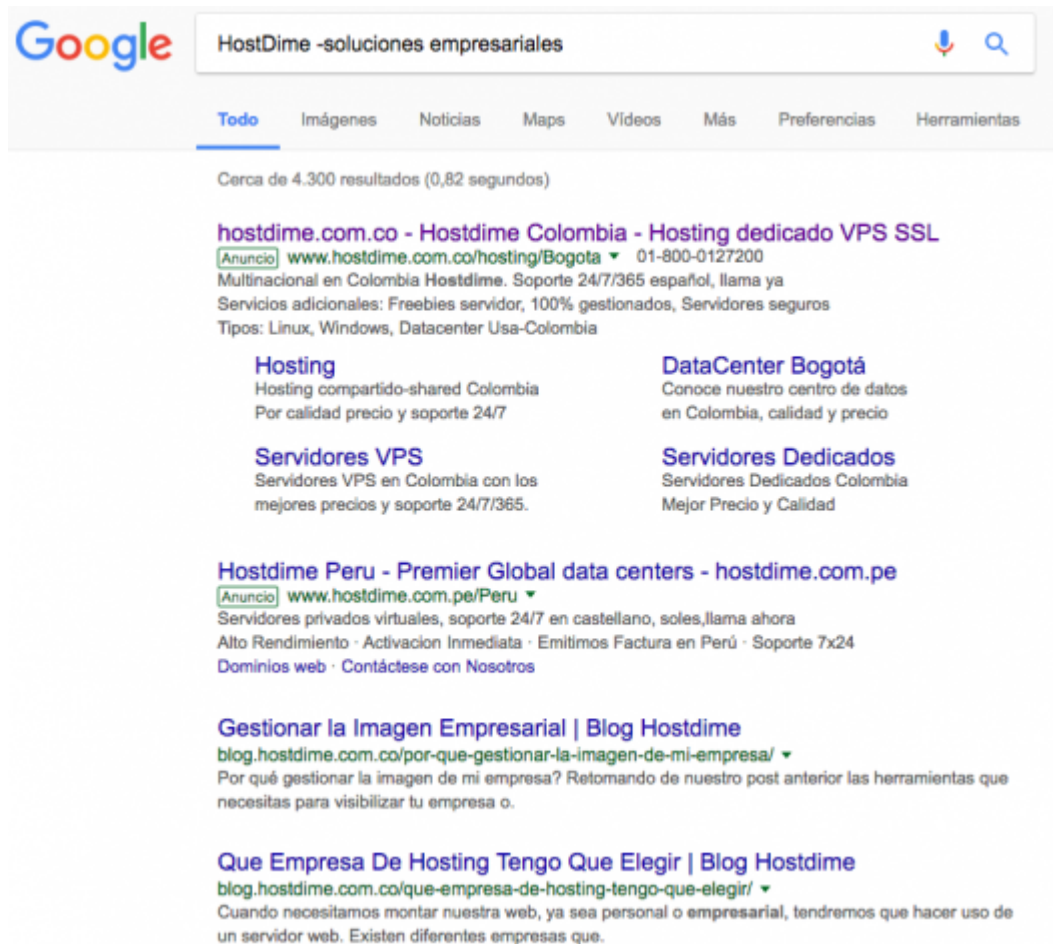 Google
HostDime -soluciones empresariales
Todo Imágenes Noticias Maps Vídeos Más Preferencias Herramientas
Cerca de 4.300 resultados (0,82 segundos)
hostdime.com.co - Hostdime Colombia - Hosting dedicado VPS SSL
Anuncio www.hostdime.com.co/hosting/Bogota 01-800-0127200
Multinacional en Colombia Hostdime. Soporte 24/7/365 español, llama ya
Servicios adicionales: Freebies servidor, 100% gestionados, Servidores seguros
Tipos: Linux, Windows, Datacenter Usa-Colombia
Hosting
Hosting compartido-shared Colombia
Por calidad precio y soporte 24/7
DataCenter Bogotá
Conoce nuestro centro de datos
en Colombia, calidad y precio
Servidores VPS
Servidores VPS en Colombia con los
mejores precios y soporte 24/7/365.
Servidores Dedicados
Servidores Dedicados Colombia
Mejor Precio y Calidad
Hostdime Peru - Premier Global data centers - hostdime.com.pe
Anuncio www.hostdime.com.pe/Peru
Servidores privados virtuales, soporte 24/7 en castellano, soles,llama ahora
Alto Rendimiento · Activacion Inmediata · Emitimos Factura en Perú · Soporte 7x24
Dominios web · Contáctese con Nosotros
Gestionar la Imagen Empresarial | Blog Hostdime
blog.hostdime.com.co/por-que-gestionar-la-imagen-de-mi-empresa/
Por qué gestionar la imagen de mi empresa? Retomando de nuestro post anterior las herramientas que
necesitas para visibilizar tu empresa o.
Que Empresa De Hosting Tengo Que Elegir | Blog Hostdime
blog.hostdime.com.co/que-empresa-de-hosting-tengo-que-elegir/
Cuando necesitamos montar nuestra web, ya sea personal o empresarial, tendremos que hacer uso de
un servidor web. Existen diferentes empresas que.